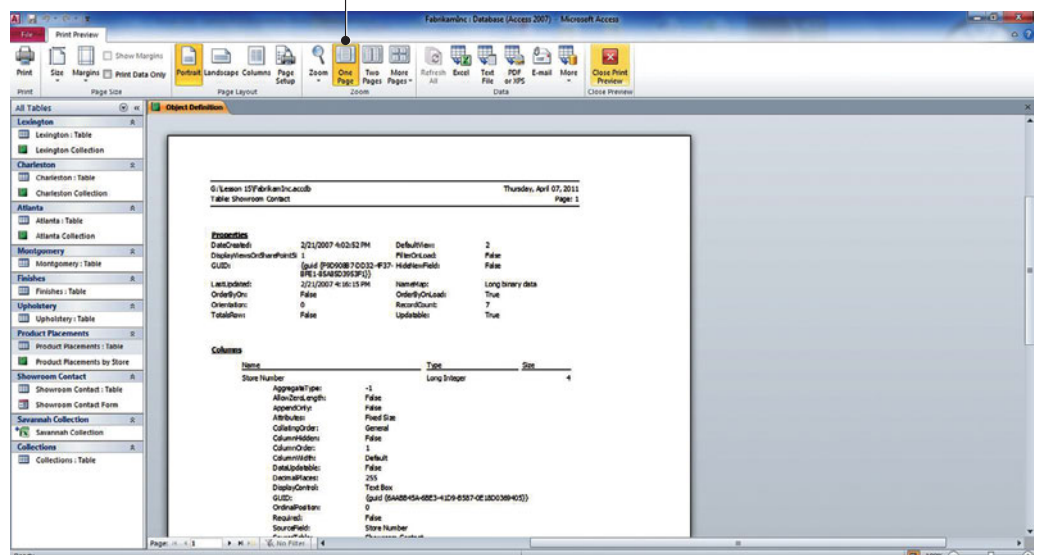 FabrikamInc : Database (Access 2007) - Microsoft Access
File Print Preview
Print Size Margins Show Margins Print Data Only Portrait Landscape Columns Page Setup Zoom One Page Two Pages More Pages Refresh All Excel Text File PDF or XPS E-mail More Close Print Preview
Print Page Size Page Layout Zoom Data Close Preview
All Tables
Object Definition
Lexington
Lexington : Table
Lexington Collection
Charleston
Charleston : Table
Charleston Collection
Atlanta
Atlanta : Table
Atlanta Collection
Montgomery
Montgomery : Table
Finishes
Finishes : Table
Upholstery
Upholstery : Table
Product Placements
Product Placements : Table
Product Placements by Store
Showroom Contact
Showroom Contact : Table
Showroom Contact Form
Savannah Collection
Savannah Collection
Collections
Collections : Table
G:\Lesson 15\FabrikamInc.accdb Thursday, April 07, 2011
Table: Showroom Contact Page: 1
Properties
DateCreated: 2/21/2007 4:02:52 PM DefaultView: 2
DisplayViewsOnSharePointSi 1 FilterOnLoad: False
GUID: HideNewField: False
LastUpdated: 2/21/2007 4:16:15 PM NameMap: Long binary data
OrderByOn: False OrderByOnLoad: True
Orientation: 0 RecordCount: 7
TotalsRow: False Updatable: True
Columns
Name Type Size
Store Number Long Integer 4
AggregateType: -1
AllowZeroLength: False
AppendOnly: False
Attributes: Fixed Size
CollatingOrder: General
ColumnHidden: False
ColumnOrder: 1
ColumnWidth: Default
DataUpdatable: False
DecimalPlaces: 255
DisplayControl: Text Box
GUID:
OrdinalPosition: 0
Required: False
SourceField: Store Number
Page: 1 No Filter